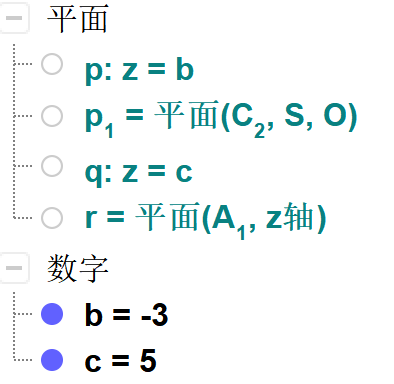 平面
p: z = b
p₁ = 平面(C₂, S, O)
q: z = c
r = 平面(A₁, z轴)
数字
b = -3
c = 5